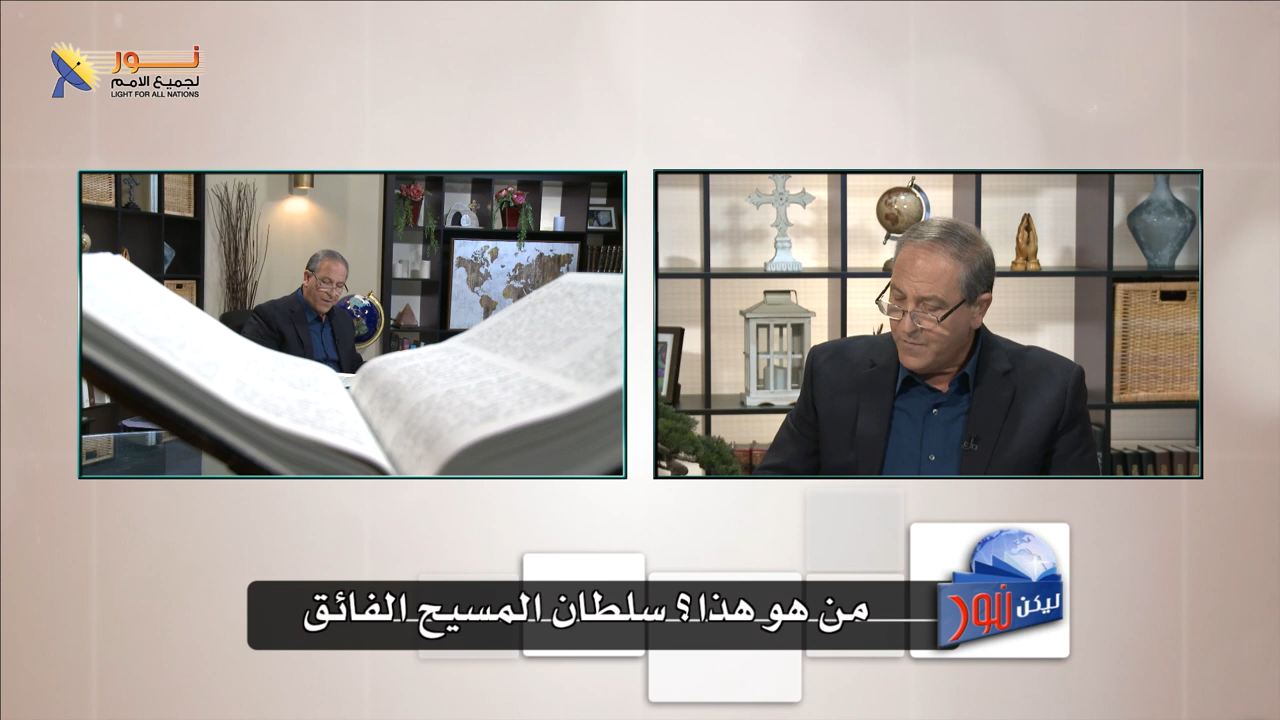 نور
لجميع الامم
LIGHT FOR ALL NATIONS
من هو هذا؟ سلطان المسيح الفائق
ليكن نور